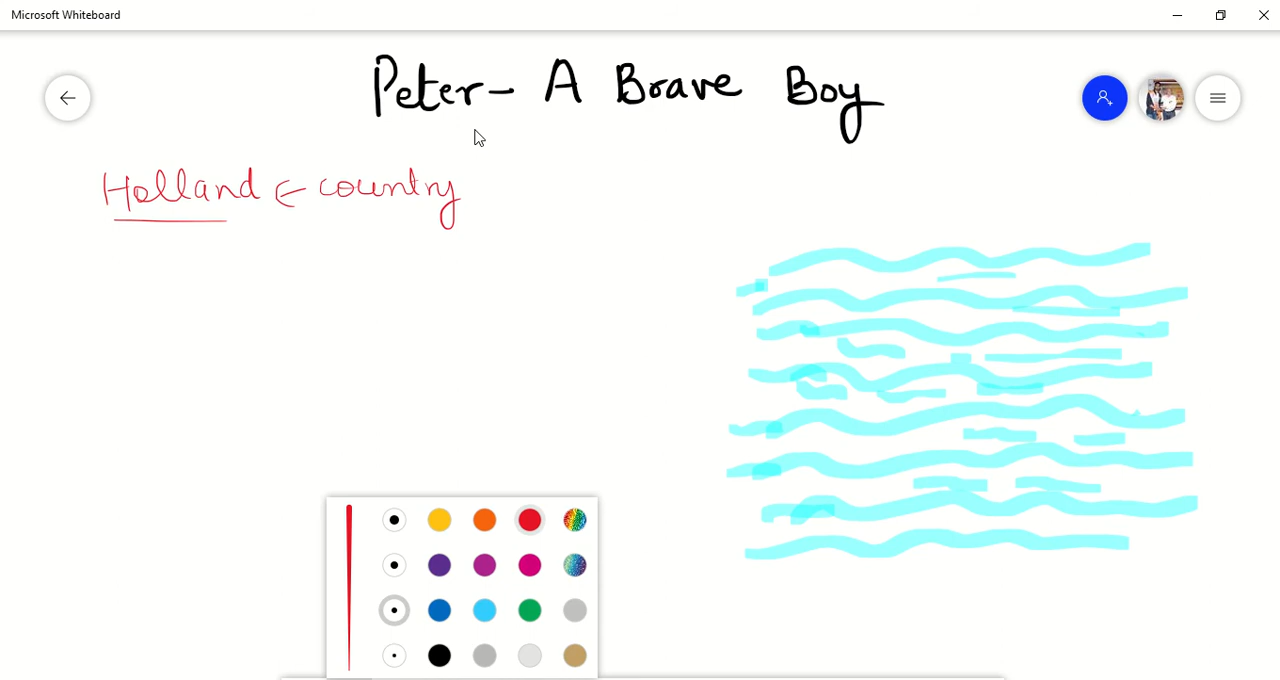 Microsoft Whiteboard
Peter- A Brave Boy
Holland ← country